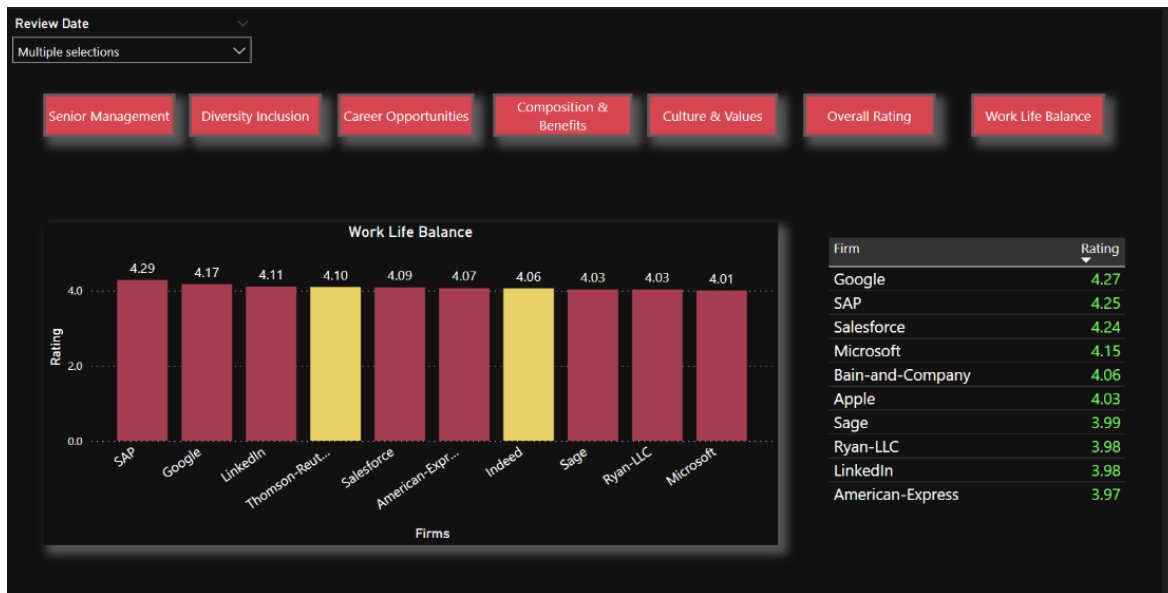 Review Date
Multiple selections
Senior Management
Diversity Inclusion
Career Opportunities
Composition &
Benefits
Culture & Values
Overall Rating
Work Life Balance
Work Life Balance
4.29
4.17
4.11
4.10
4.09
4.07
4.06
4.03
4.03
4.01
4.0
2.0
0.0
Rating
SAP
Google
LinkedIn
Thomson-Reut...
Salesforce
American-Expr...
Indeed
Sage
Ryan-LLC
Microsoft
Firms
Firm Rating
Google 4.27
SAP 4.25
Salesforce 4.24
Microsoft 4.15
Bain-and-Company 4.06
Apple 4.03
Sage 3.99
Ryan-LLC 3.98
LinkedIn 3.98
American-Express 3.97